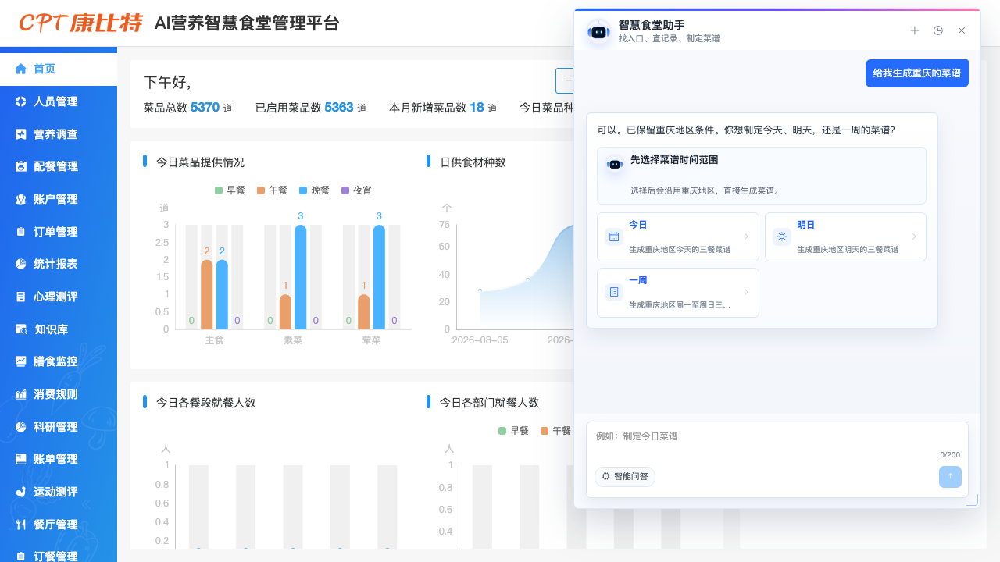 CPT 康比特 AI营养智慧食堂管理平台
首页
人员管理
营养调查
配餐管理
账户管理
订单管理
统计报表
心理测评
知识库
膳食监控
消费规则
科研管理
账单管理
运动测评
餐厅管理
订餐管理
下午好,
菜品总数 5370 道 已启用菜品数 5363 道 本月新增菜品数 18 道 今日菜品种
今日菜品提供情况
早餐 午餐 晚餐 夜宵
道
3
2.5
2
1.5
1
0.5
0
0 2 2 0
0 1 3 0
0 1 3 0
主食 素菜 荤菜
日供食材种数
个
76
60
40
20
0
2026-08-05 2026-
今日各餐段就餐人数
人
1
0.8
0.6
0.4
0.2
今日各部门就餐人数
早餐 午餐
人
1
0.8
0.6
0.4
智慧食堂助手
找入口、查记录、制定菜谱
给我生成重庆的菜谱
可以。已保留重庆地区条件。你想制定今天、明天，还是一周的菜谱？
先选择菜谱时间范围
选择后会沿用重庆地区，直接生成菜谱。
今日
生成重庆地区今天的三餐菜谱
明日
生成重庆地区明天的三餐菜谱
一周
生成重庆地区周一至周日三...
例如：制定今日菜谱
0/200
智能问答